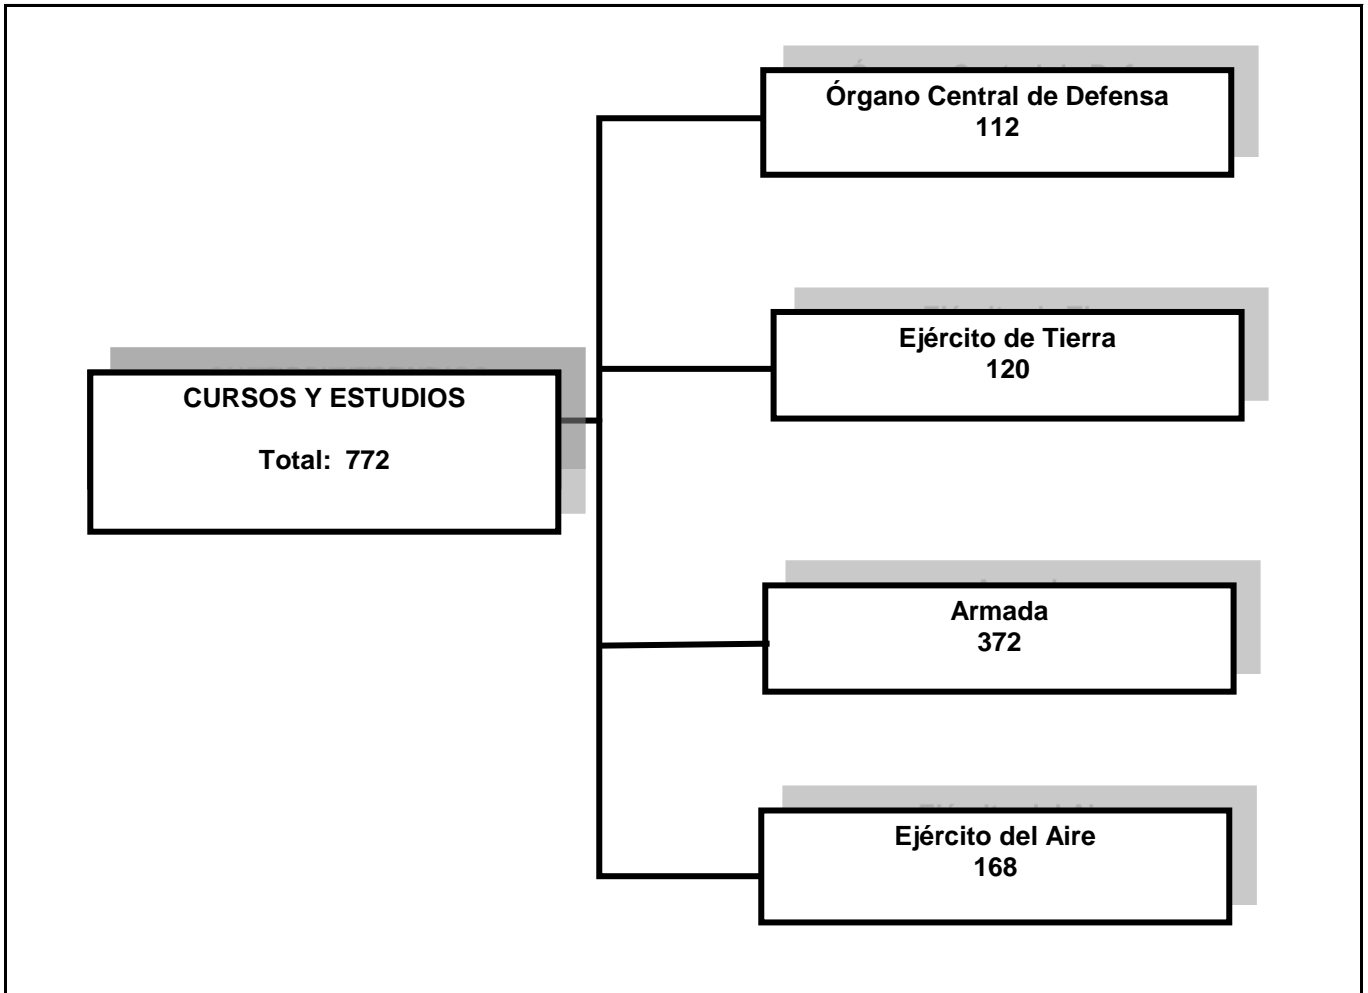 Órgano Central de Defensa
112
Ejército de Tierra
120
CURSOS Y ESTUDIOS
Total: 772
Armada
372
Ejército del Aire
168